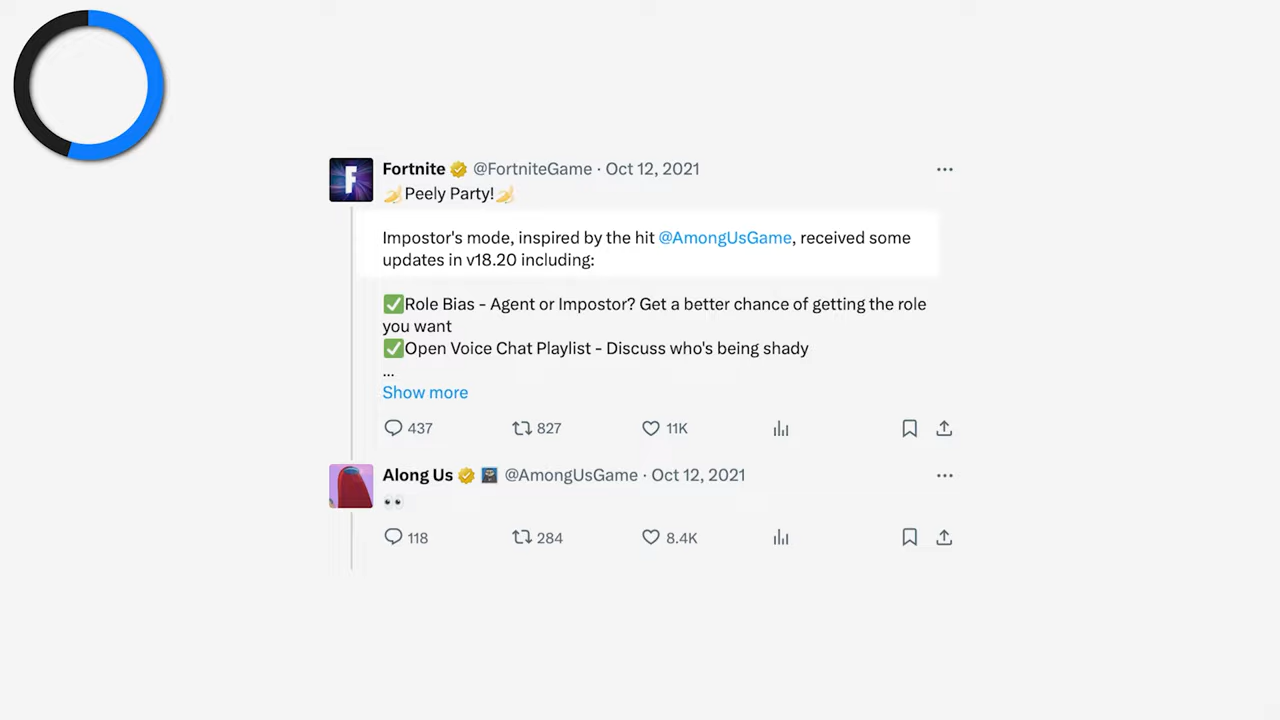 Fortnite @FortniteGame · Oct 12, 2021
🍌Peely Party!🍌
Impostor's mode, inspired by the hit @AmongUsGame, received some
updates in v18.20 including:
✅Role Bias - Agent or Impostor? Get a better chance of getting the role
you want
✅Open Voice Chat Playlist - Discuss who's being shady
...
Show more
437 827 11K
Along Us @AmongUsGame · Oct 12, 2021
👀
118 284 8.4K